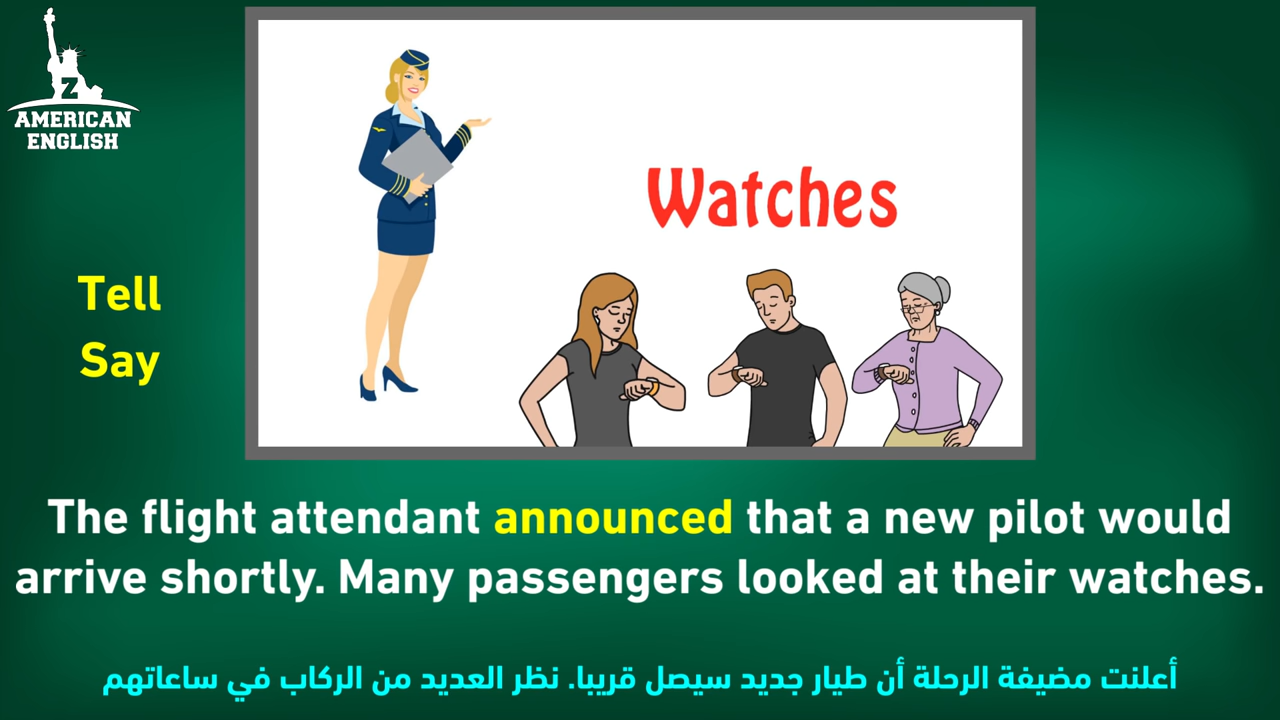 AMERICAN
ENGLISH
Watches
Tell
Say
The flight attendant announced that a new pilot would
arrive shortly. Many passengers looked at their watches.
أعلنت مضيفة الرحلة أن طيار جديد سيصل قريبا. نظر العديد من الركاب في ساعاتهم